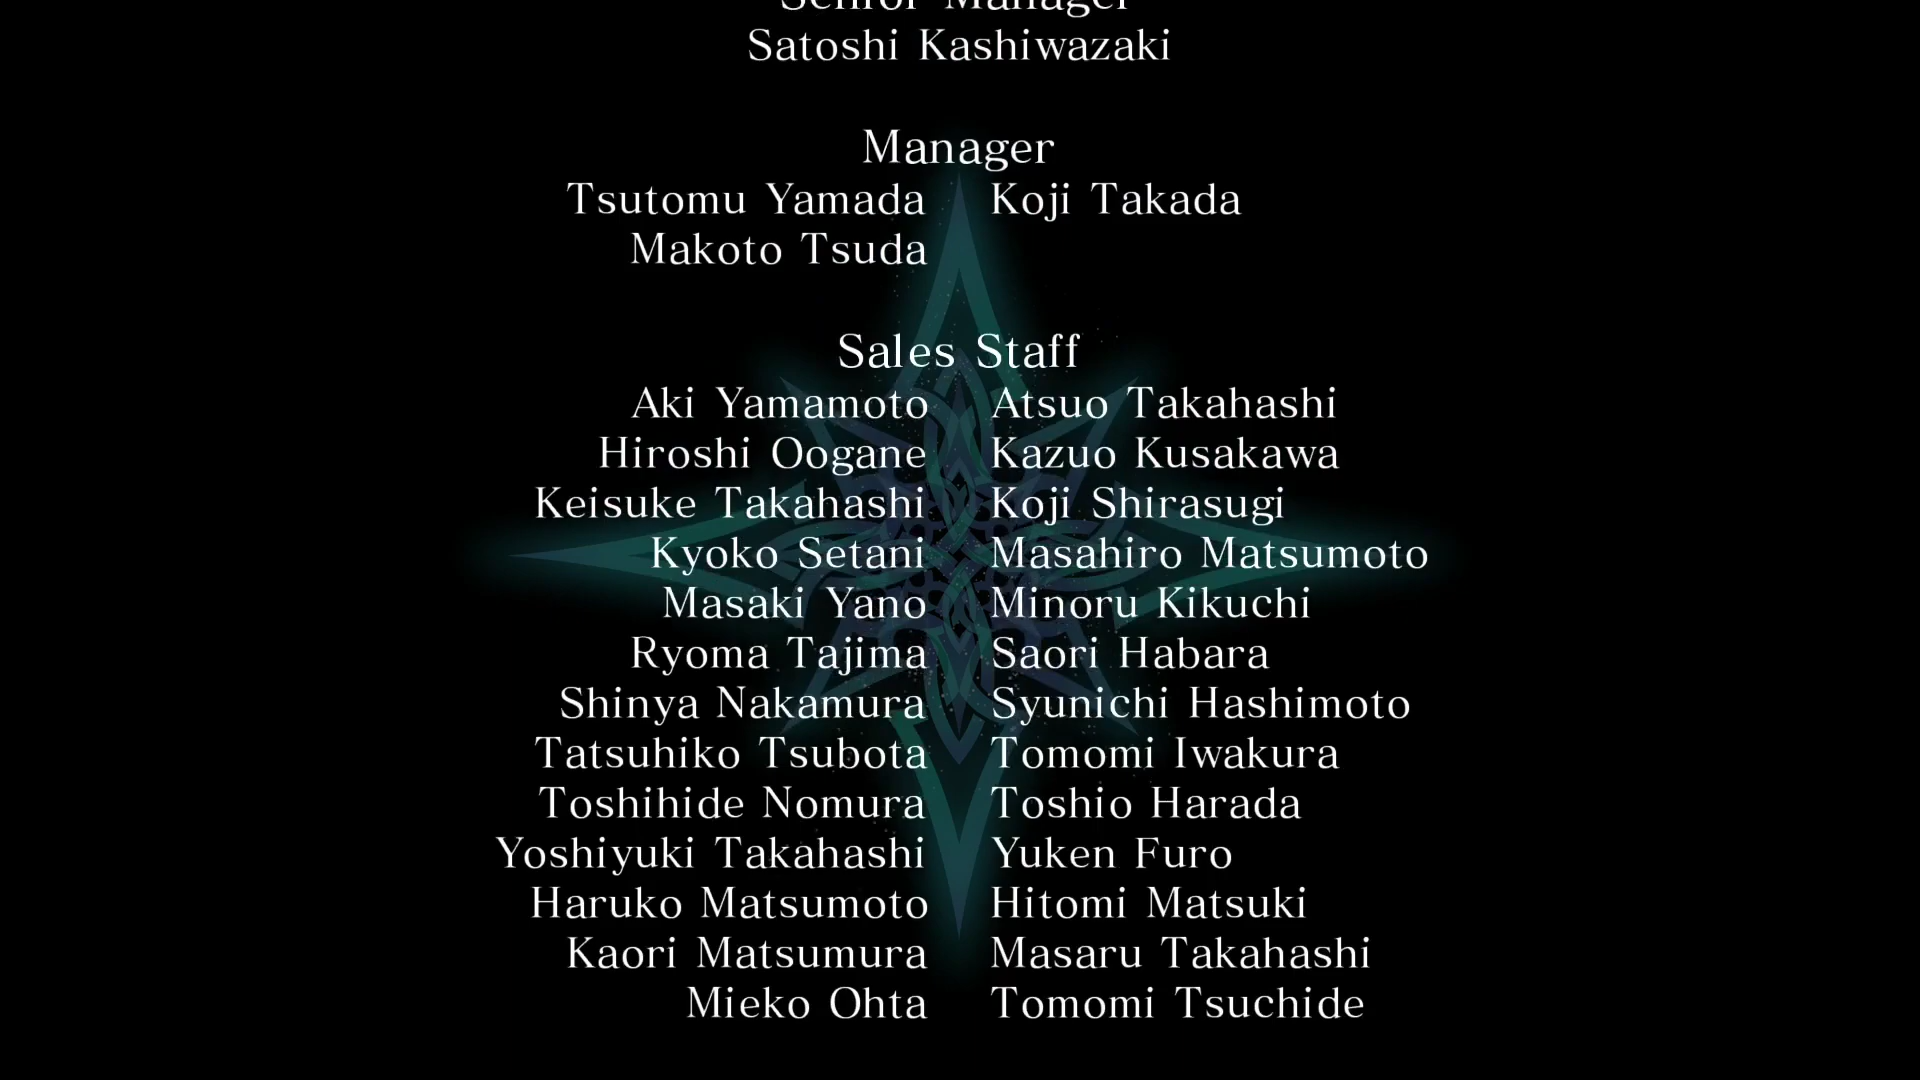 Senior Manager
Satoshi Kashiwazaki
Manager
Tsutomu Yamada Koji Takada
Makoto Tsuda
Sales Staff
Aki Yamamoto Atsuo Takahashi
Hiroshi Oogane Kazuo Kusakawa
Keisuke Takahashi Koji Shirasugi
Kyoko Setani Masahiro Matsumoto
Masaki Yano Minoru Kikuchi
Ryoma Tajima Saori Habara
Shinya Nakamura Syunichi Hashimoto
Tatsuhiko Tsubota Tomomi Iwakura
Toshihide Nomura Toshio Harada
Yoshiyuki Takahashi Yuken Furo
Haruko Matsumoto Hitomi Matsuki
Kaori Matsumura Masaru Takahashi
Mieko Ohta Tomomi Tsuchide